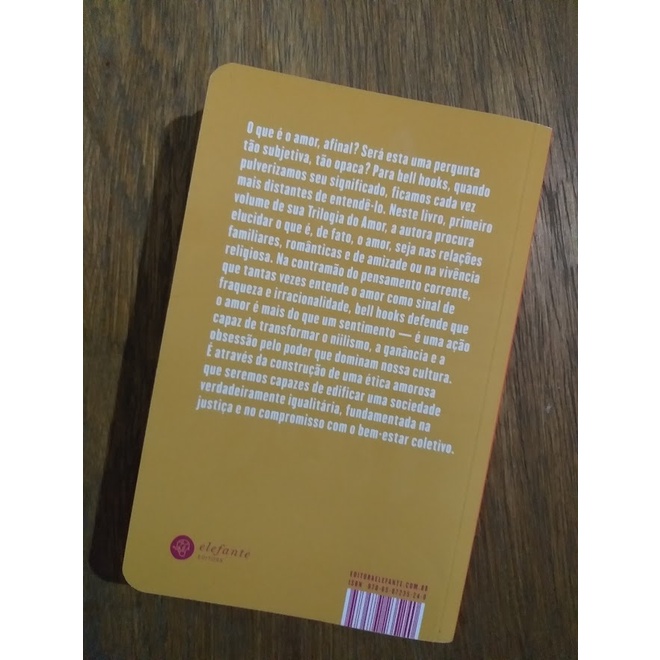 O que é o amor, afinal? Será esta uma pergunta
tão subjetiva, tão opaca? Para bell hooks, quando
pulverizamos seu significado, ficamos cada vez
mais distantes de entendê-lo. Neste livro, primeiro
volume de sua Trilogia do Amor, a autora procura
elucidar o que é, de fato, o amor, seja nas relações
familiares, românticas e de amizade ou na vivência
religiosa. Na contramão do pensamento corrente,
que tantas vezes entende o amor como sinal de
fraqueza e irracionalidade, bell hooks defende que
o amor é mais do que um sentimento — é uma ação
capaz de transformar o niilismo, a ganância e a
obsessão pelo poder que dominam nossa cultura.
É através da construção de uma ética amorosa
que seremos capazes de edificar uma sociedade
verdadeiramente igualitária, fundamentada na
justiça e no compromisso com o bem-estar coletivo.
elefante
EDITORA
EDITORAELEFANTE.COM.BR
ISBN